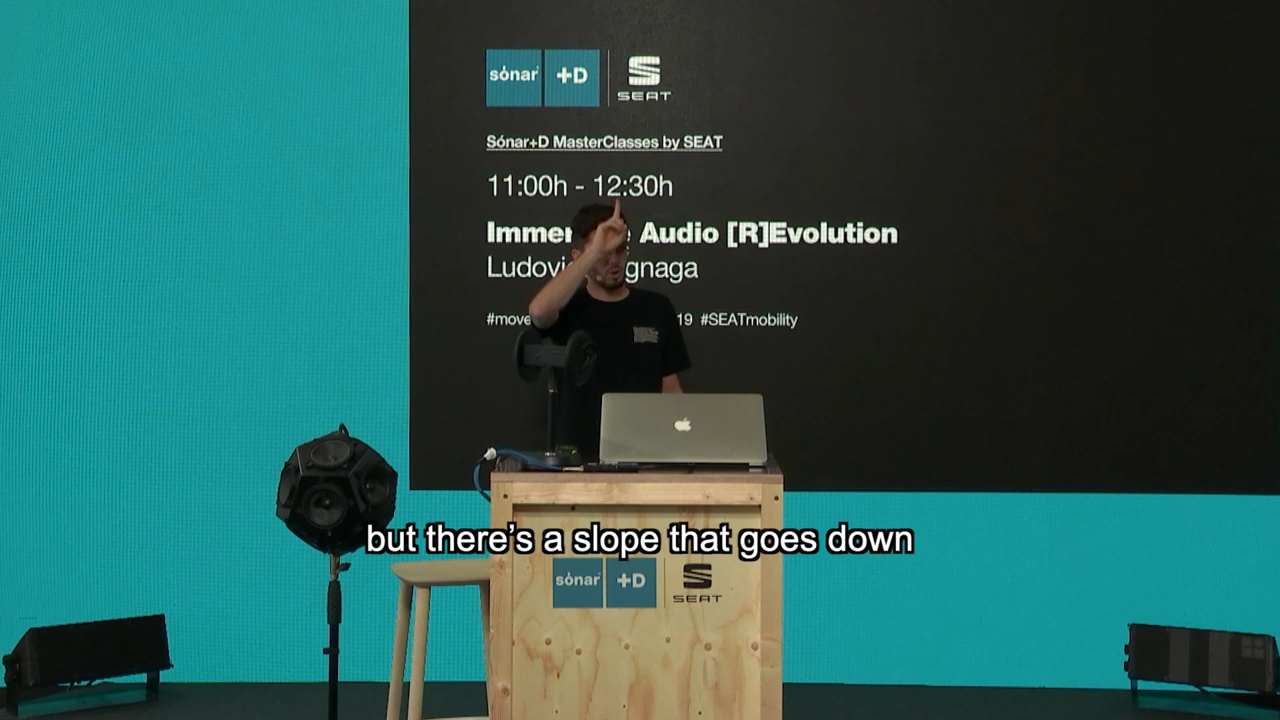 sónar +D
SEAT
Sónar+D MasterClasses by SEAT
11:00h - 12:30h
Audio [R]Evolution
#SEATmobility
but there's a slope that goes down
sónar +D
SEAT